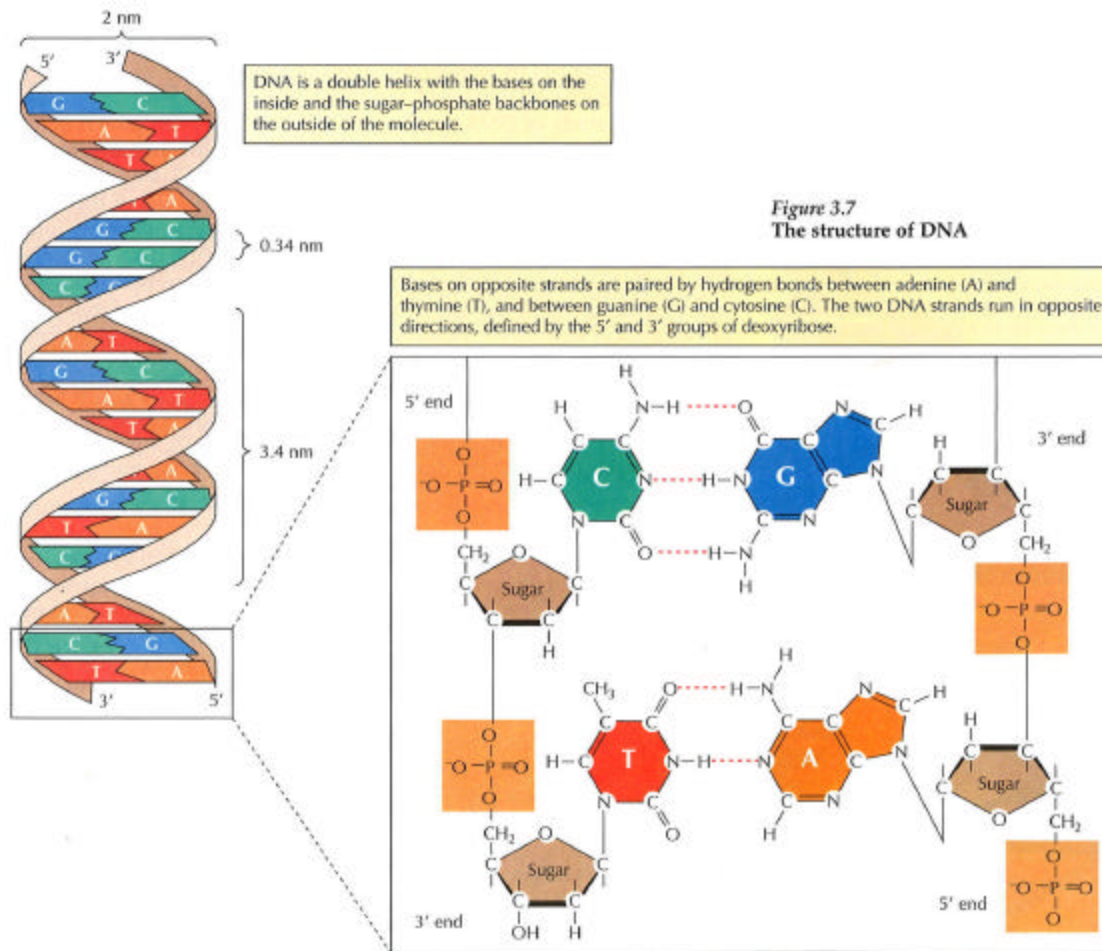 2 nm
5′ 3′
G C
A T
T A
A
G C
G C
C G
A T
G C
A T
T A
A
G C
T A
C G
A T
C G
T A
3′ 5′
0.34 nm
3.4 nm
DNA is a double helix with the bases on the
inside and the sugar–phosphate backbones on
the outside of the molecule.
Figure 3.7
The structure of DNA
Bases on opposite strands are paired by hydrogen bonds between adenine (A) and
thymine (T), and between guanine (G) and cytosine (C). The two DNA strands run in opposite
directions, defined by the 5′ and 3′ groups of deoxyribose.
5′ end
3′ end
H
H N H O N H
C C C C C
O
⁻O P O
O
H C C N H N C G C N
N C C N
O H N
H
CH₂
O
C Sugar C
C C
H
H
C C
C Sugar C
O
CH₂
O
⁻O P O
O
H
CH₃ O H N N H
C C C C C
O
⁻O P O
O
H C T N H N A C N
N C C N
O H
CH₂
O
C Sugar C
C C
OH H
H
C C
C Sugar C
O
CH₂
O
⁻O P O
O
3′ end
5′ end